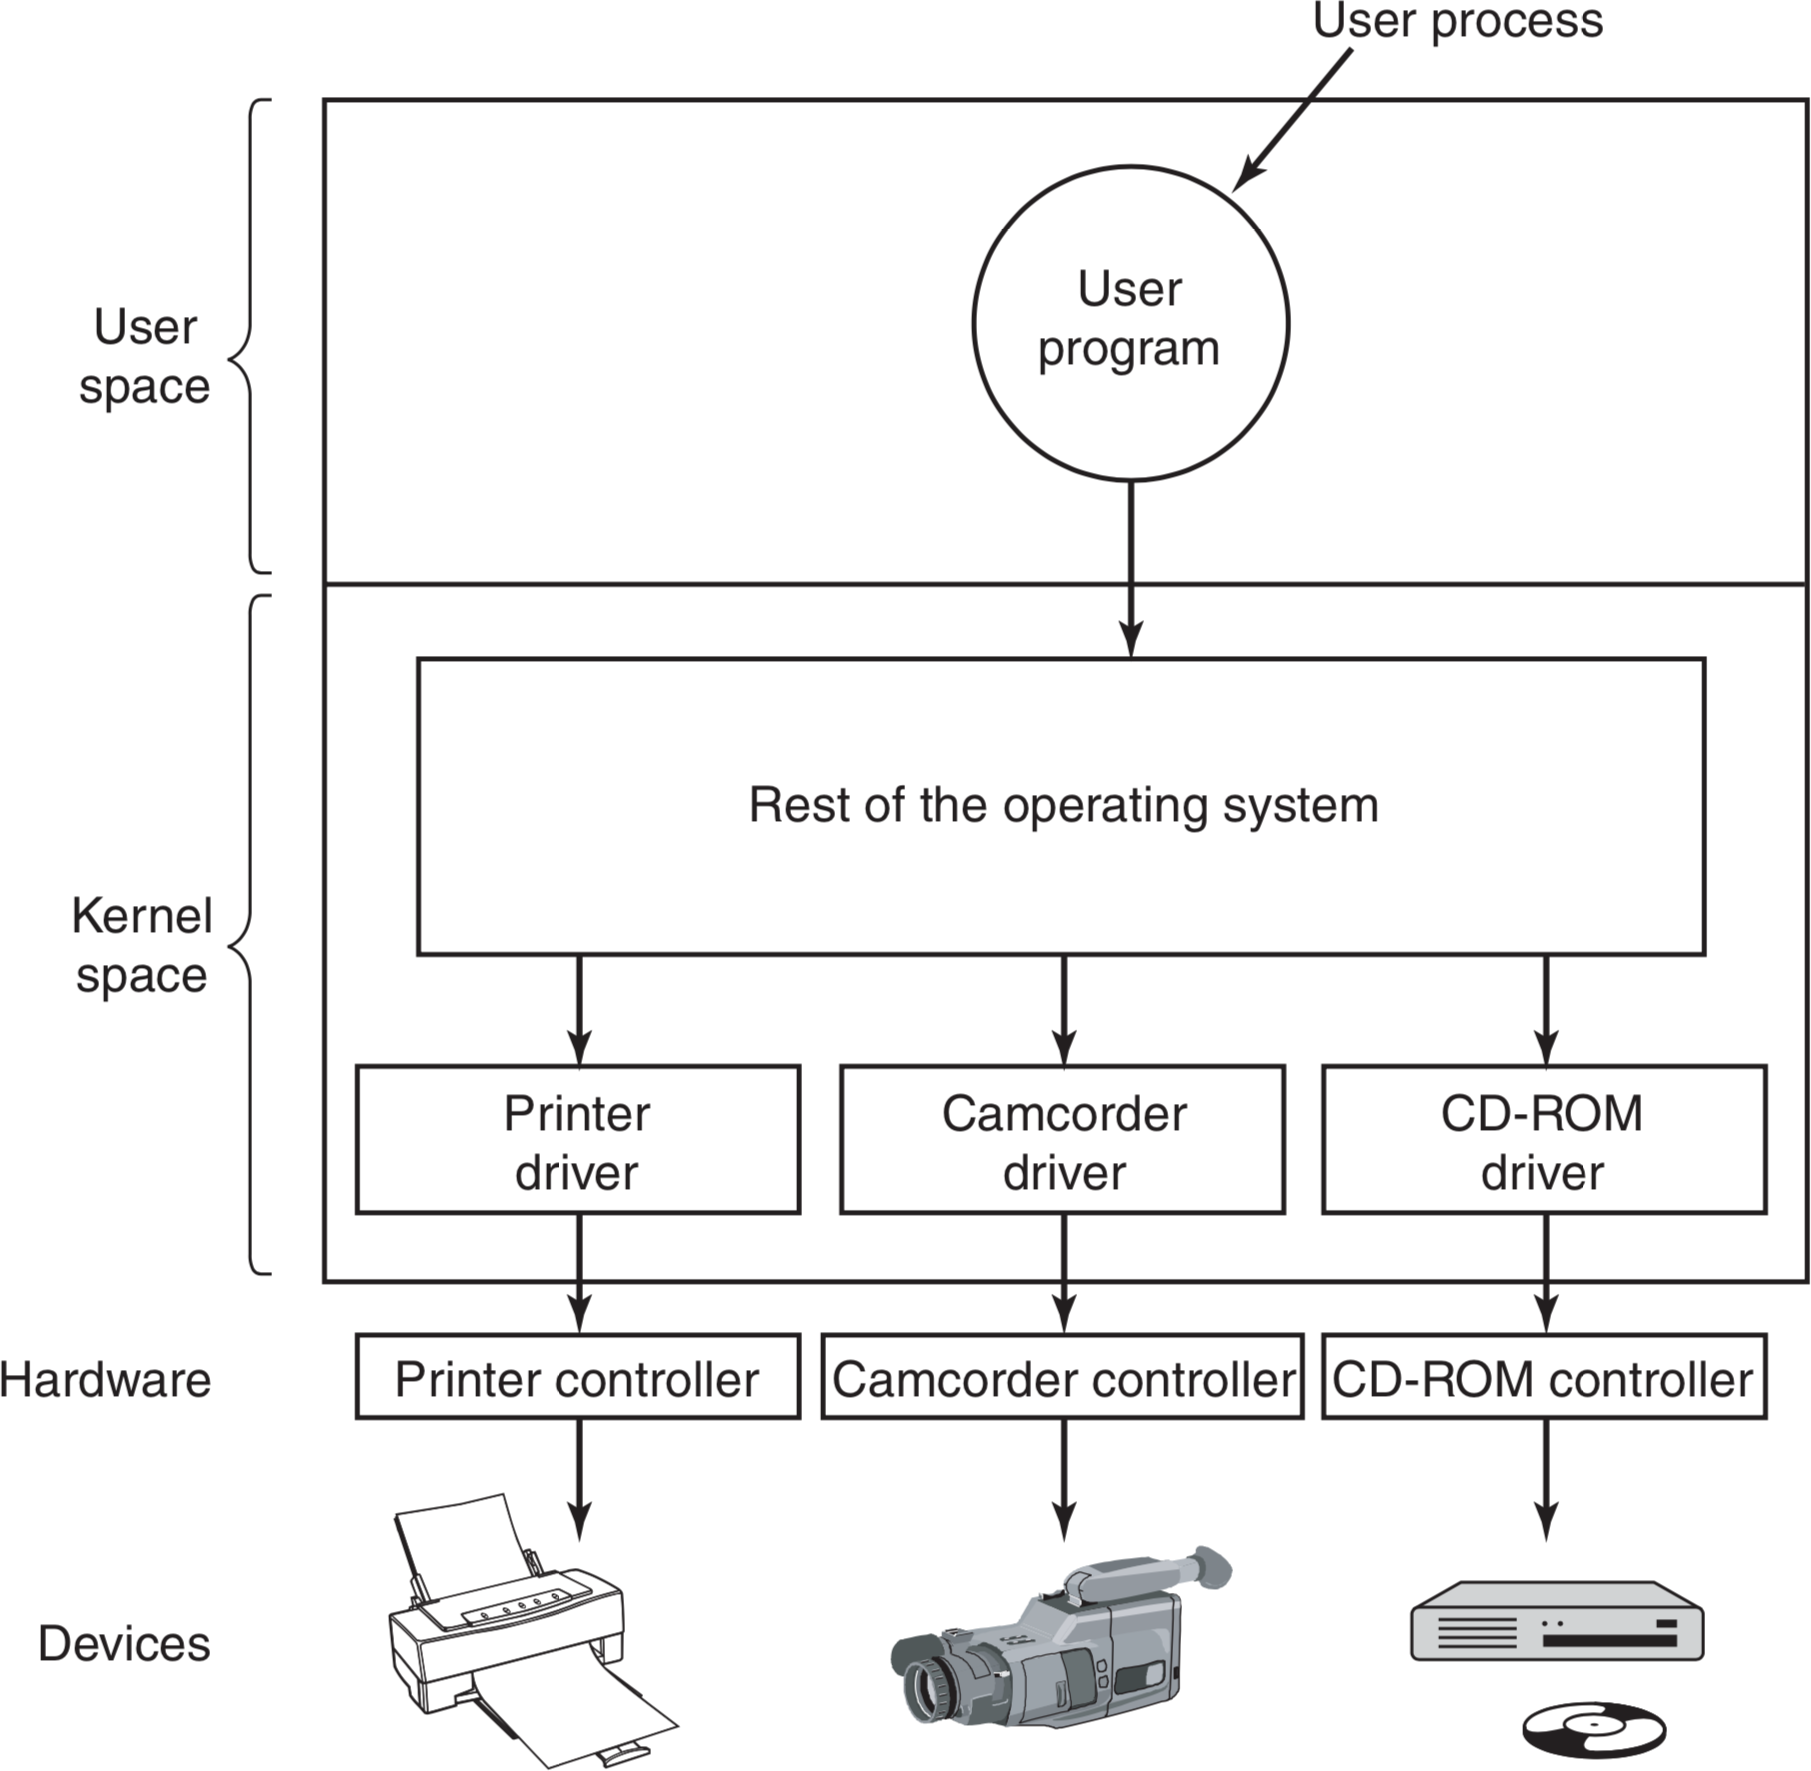 User process
User
program
User
space
Rest of the operating system
Kernel
space
Printer
driver
Camcorder
driver
CD-ROM
driver
Hardware
Printer controller
Camcorder controller
CD-ROM controller
Devices